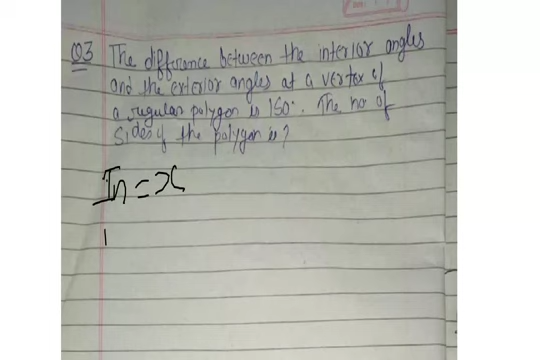 Q3 The difference between the interior angles
and the exterior angles at a vertex of
a regular polygon is 150°. The no of
Sides of the polygon is?
In = x